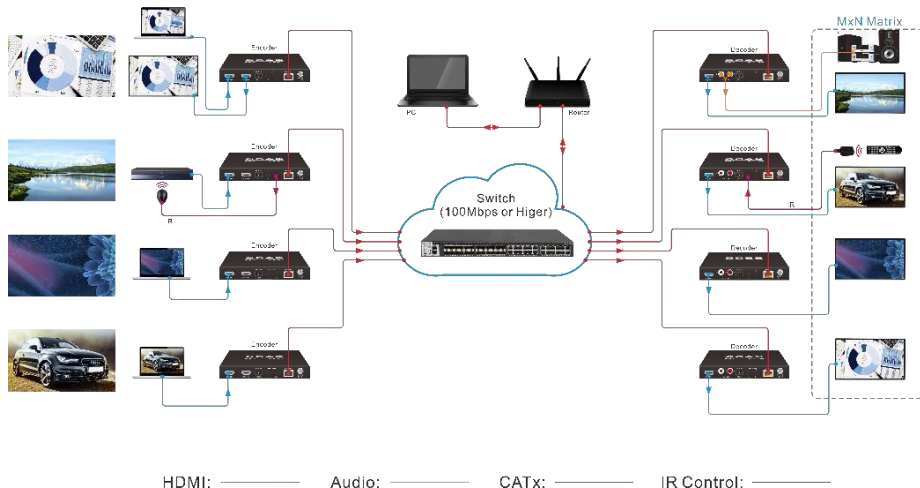 MxN Matrix
Encoder
Decoder
PC
Router
Encoder
Decoder
IR
IR
Switch
(100Mbps or Higer)
Encoder
Decoder
Encoder
Decoder
HDMI:
Audio:
CATx:
IR Control: